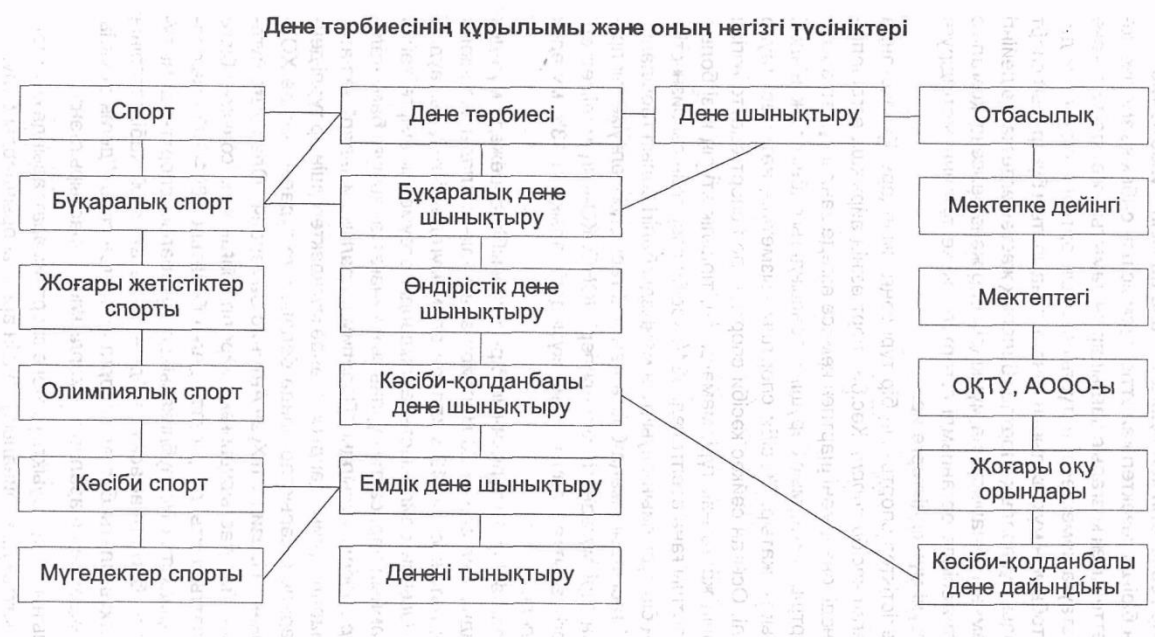 Дене тәрбиесінің құрылымы және оның негізгі түсініктері
Спорт
Дене тәрбиесі
Дене шынықтыру
Отбасылық
Бұқаралық спорт
Бұқаралық дене
шынықтыру
Мектепке дейінгі
Жоғары жетістіктер
спорты
Өндірістік дене
шынықтыру
Мектептегі
Олимпиялық спорт
Кәсіби-қолданбалы
дене шынықтыру
ОҚТУ, АООО-ы
Кәсіби спорт
Емдік дене шынықтыру
Жоғары оқу
орындары
Мүгедектер спорты
Денені тынықтыру
Кәсіби-қолданбалы
дене дайындығы